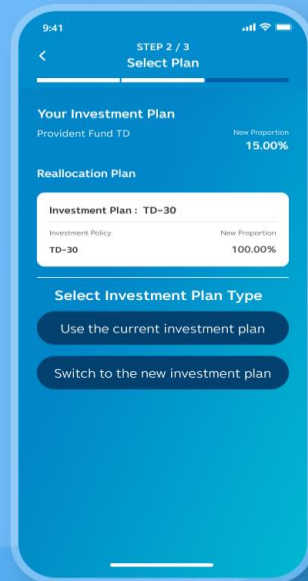 9:41
STEP 2 / 3
Select Plan
Your Investment Plan
Provident Fund TD
New Proportion
15.00%
Reallocation Plan
Investment Plan : TD-30
Investment Policy New Proportion
TD-30 100.00%
Select Investment Plan Type
Use the current investment plan
Switch to the new investment plan